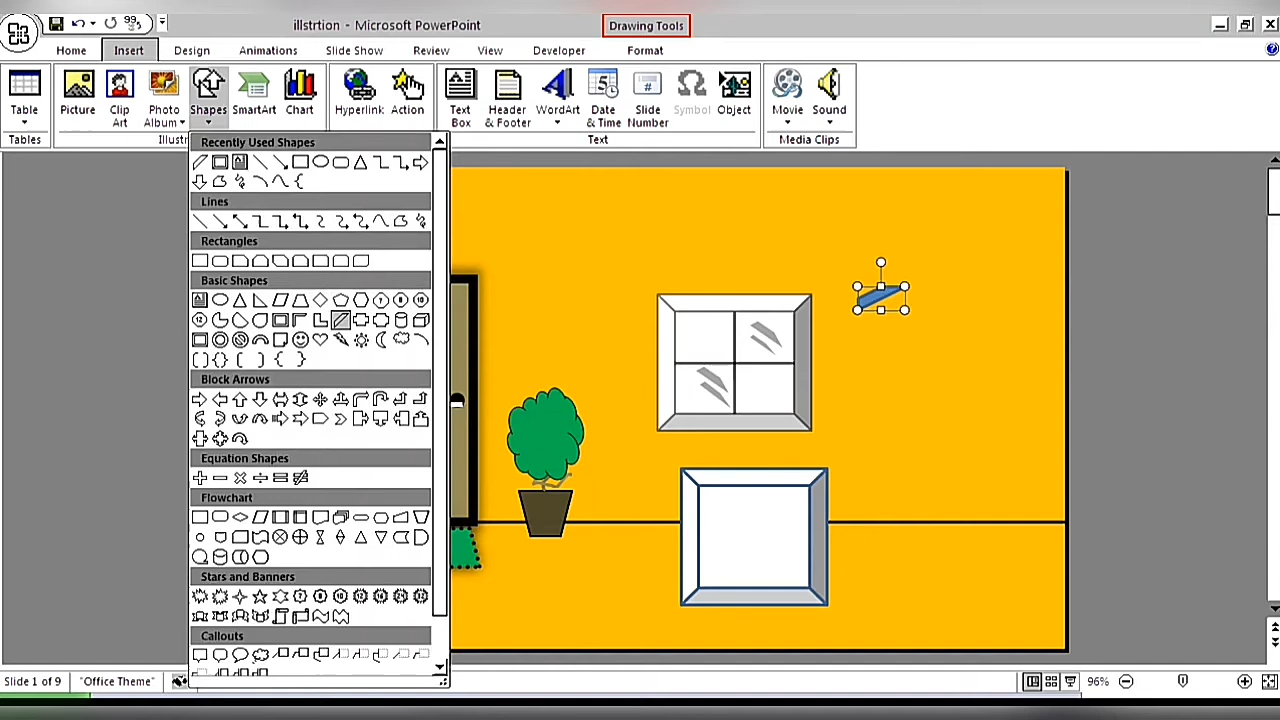 99%
illstrtion - Microsoft PowerPoint
Drawing Tools
Home
Insert
Design
Animations
Slide Show
Review
View
Developer
Format
Table
Picture
Clip
Art
Photo
Album
Shapes
SmartArt
Chart
Hyperlink
Action
Text
Box
Header
& Footer
WordArt
Date
& Time
Slide
Number
Symbol
Object
Movie
Sound
Tables
Illustr
Text
Media Clips
Recently Used Shapes
Lines
Rectangles
Basic Shapes
Block Arrows
Equation Shapes
Flowchart
Stars and Banners
Callouts
Slide 1 of 9
"Office Theme"
96%